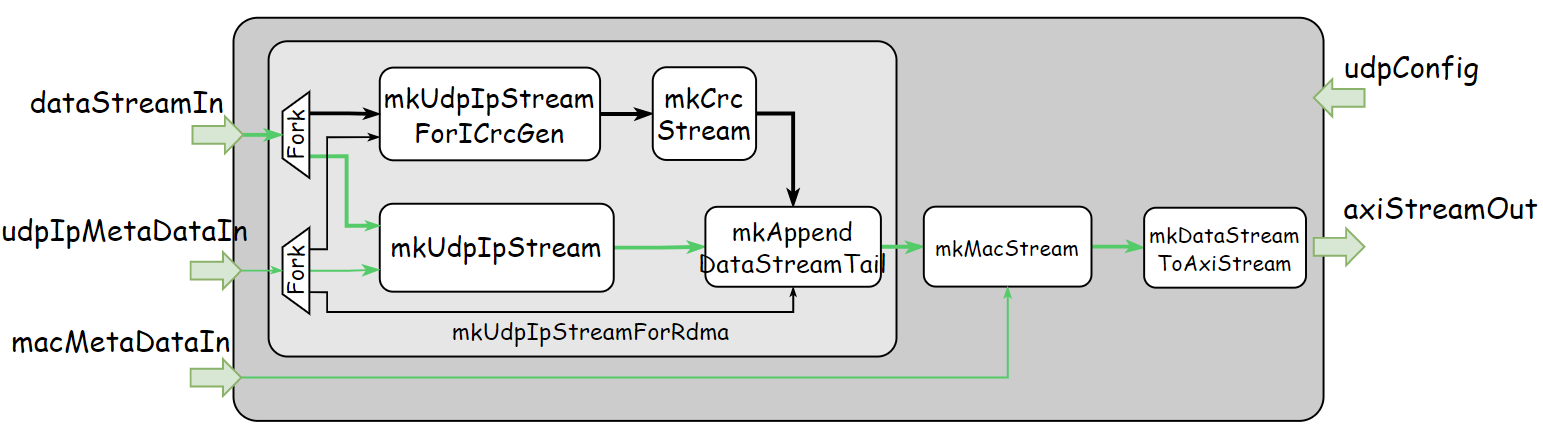 dataStreamIn
udpIpMetaDataIn
macMetaDataIn
Fork
Fork
mkUdpIpStream
ForICrcGen
mkCrc
Stream
mkUdpIpStream
mkAppend
DataStreamTail
mkUdpIpStreamForRdma
mkMacStream
mkDataStream
ToAxiStream
udpConfig
axiStreamOut